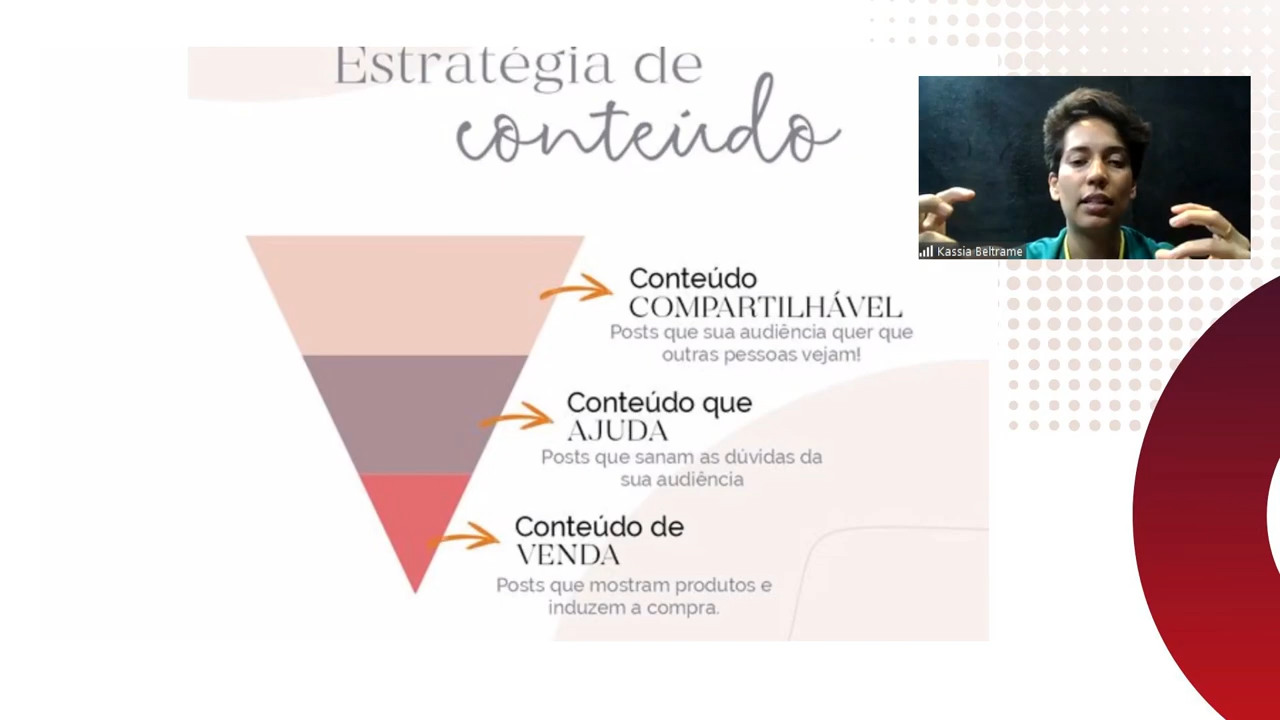 Estratégia de
conteúdo
Kassia Beltrame
Conteúdo
COMPARTILHÁVEL
Posts que sua audiência quer que
outras pessoas vejam!
Conteúdo que
AJUDA
Posts que sanam as dúvidas da
sua audiência
Conteúdo de
VENDA
Posts que mostram produtos e
induzem a compra.